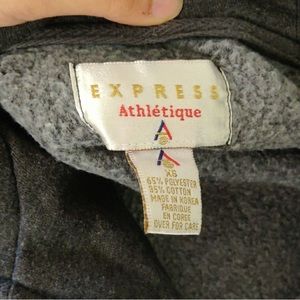 EXPRESS
Athlétique
XS
65% POLYESTER
35% COTTON
MADE IN KOREA
FABRIQUE
EN COREE
OVER FOR CARE